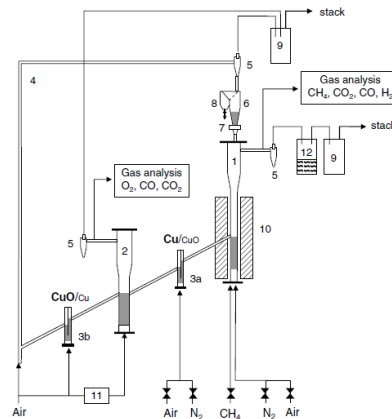 stack
9
4
5
Gas analysis
CH4, CO2, CO, H2
8
6
7
stack
1
12
9
5
Gas analysis
O2, CO, CO2
10
5
2
Cu/CuO
CuO/Cu
3a
3b
Air
11
Air
N2
CH4
N2
Air